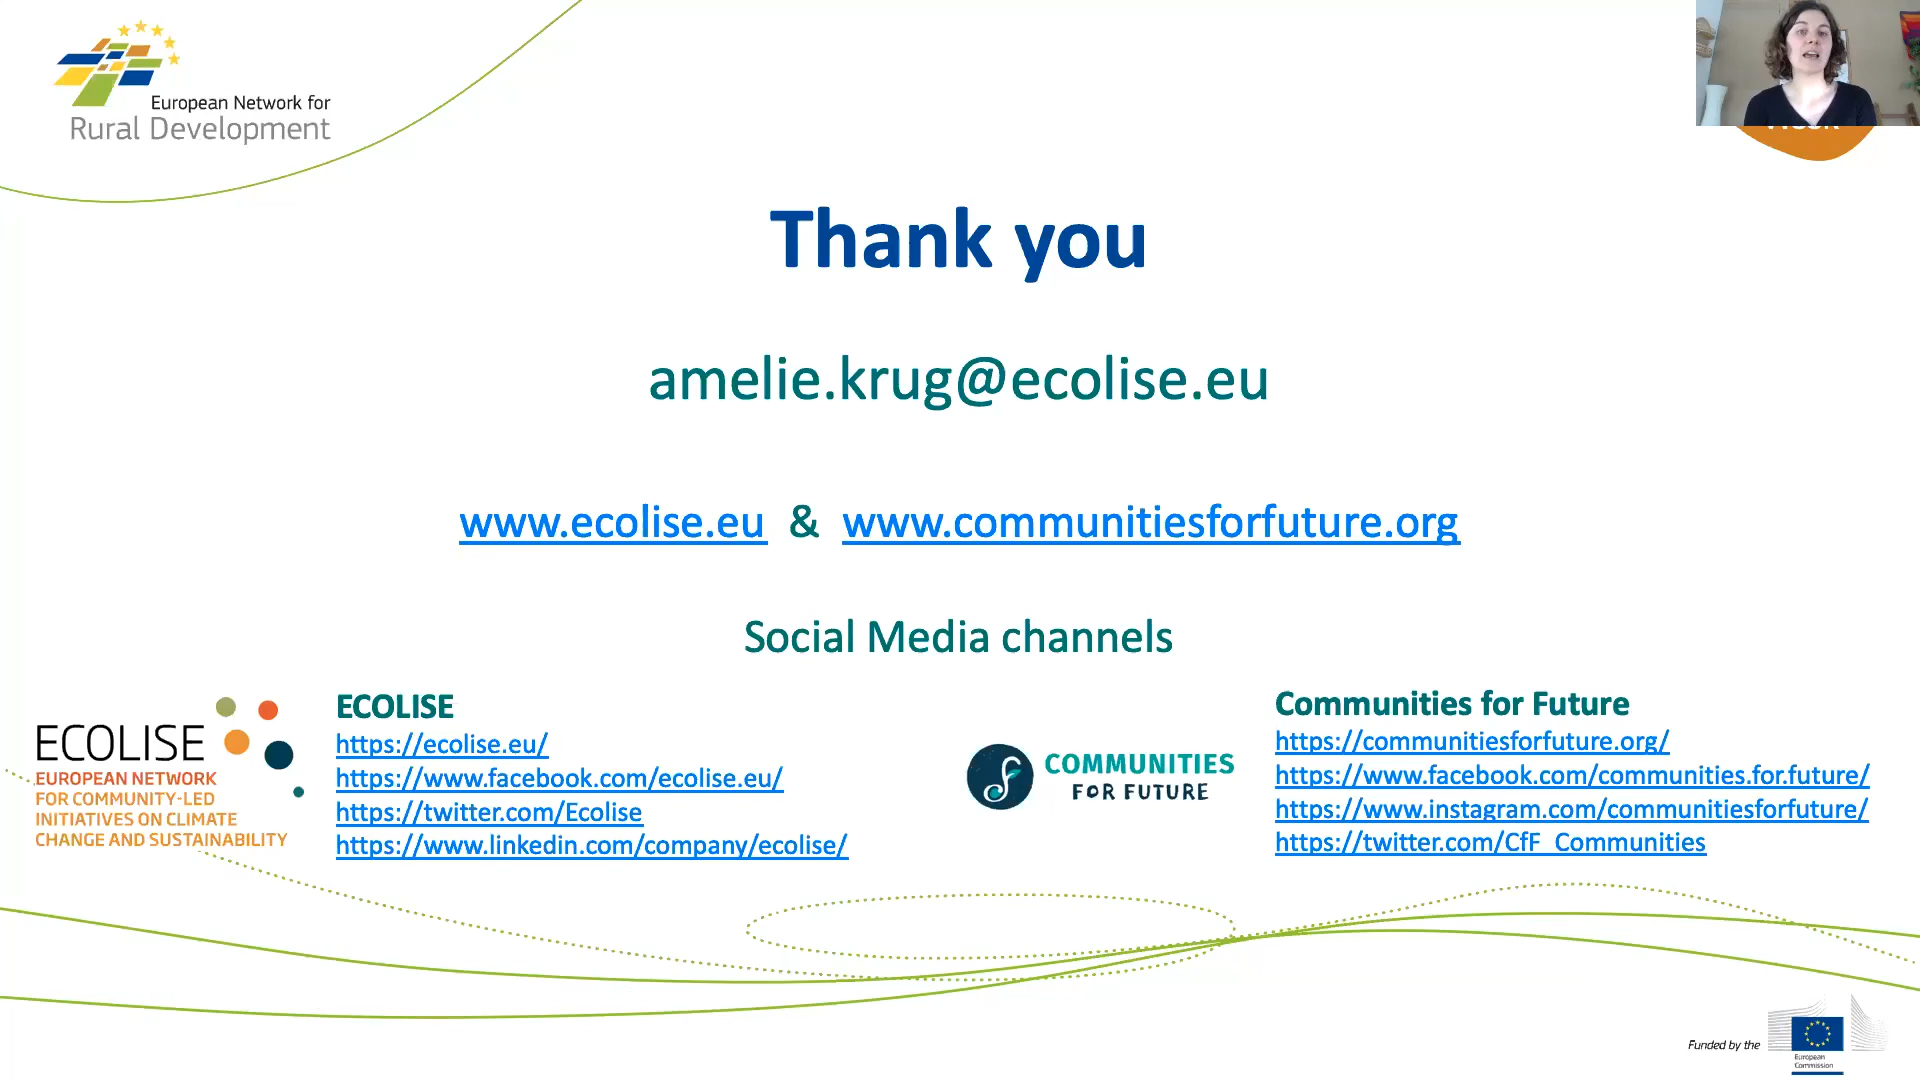 European Network for
Rural Development
Thank you
amelie.krug@ecolise.eu
www.ecolise.eu & www.communitiesforfuture.org
Social Media channels
ECOLISE
EUROPEAN NETWORK
FOR COMMUNITY-LED
INITIATIVES ON CLIMATE
CHANGE AND SUSTAINABILITY
ECOLISE
https://ecolise.eu/
https://www.facebook.com/ecolise.eu/
https://twitter.com/Ecolise
https://www.linkedin.com/company/ecolise/
COMMUNITIES
FOR FUTURE
Communities for Future
https://communitiesforfuture.org/
https://www.facebook.com/communities.for.future/
https://www.instagram.com/communitiesforfuture/
https://twitter.com/CfF_Communities
Funded by the
European
Commission